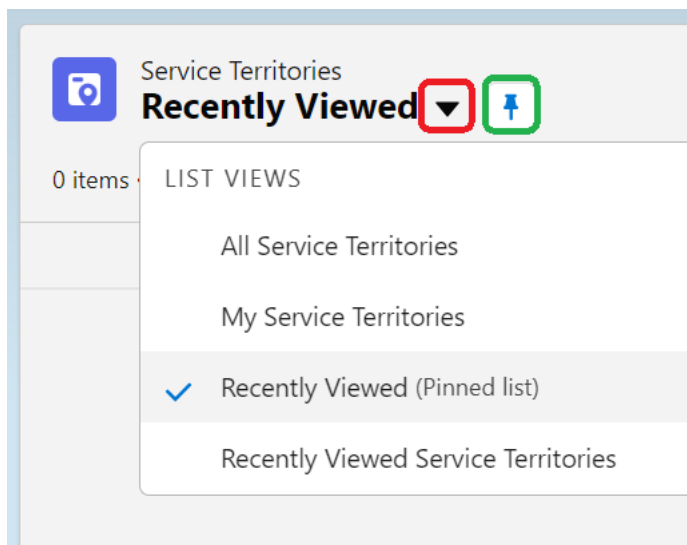 Service Territories
Recently Viewed
0 items
LIST VIEWS
All Service Territories
My Service Territories
Recently Viewed (Pinned list)
Recently Viewed Service Territories